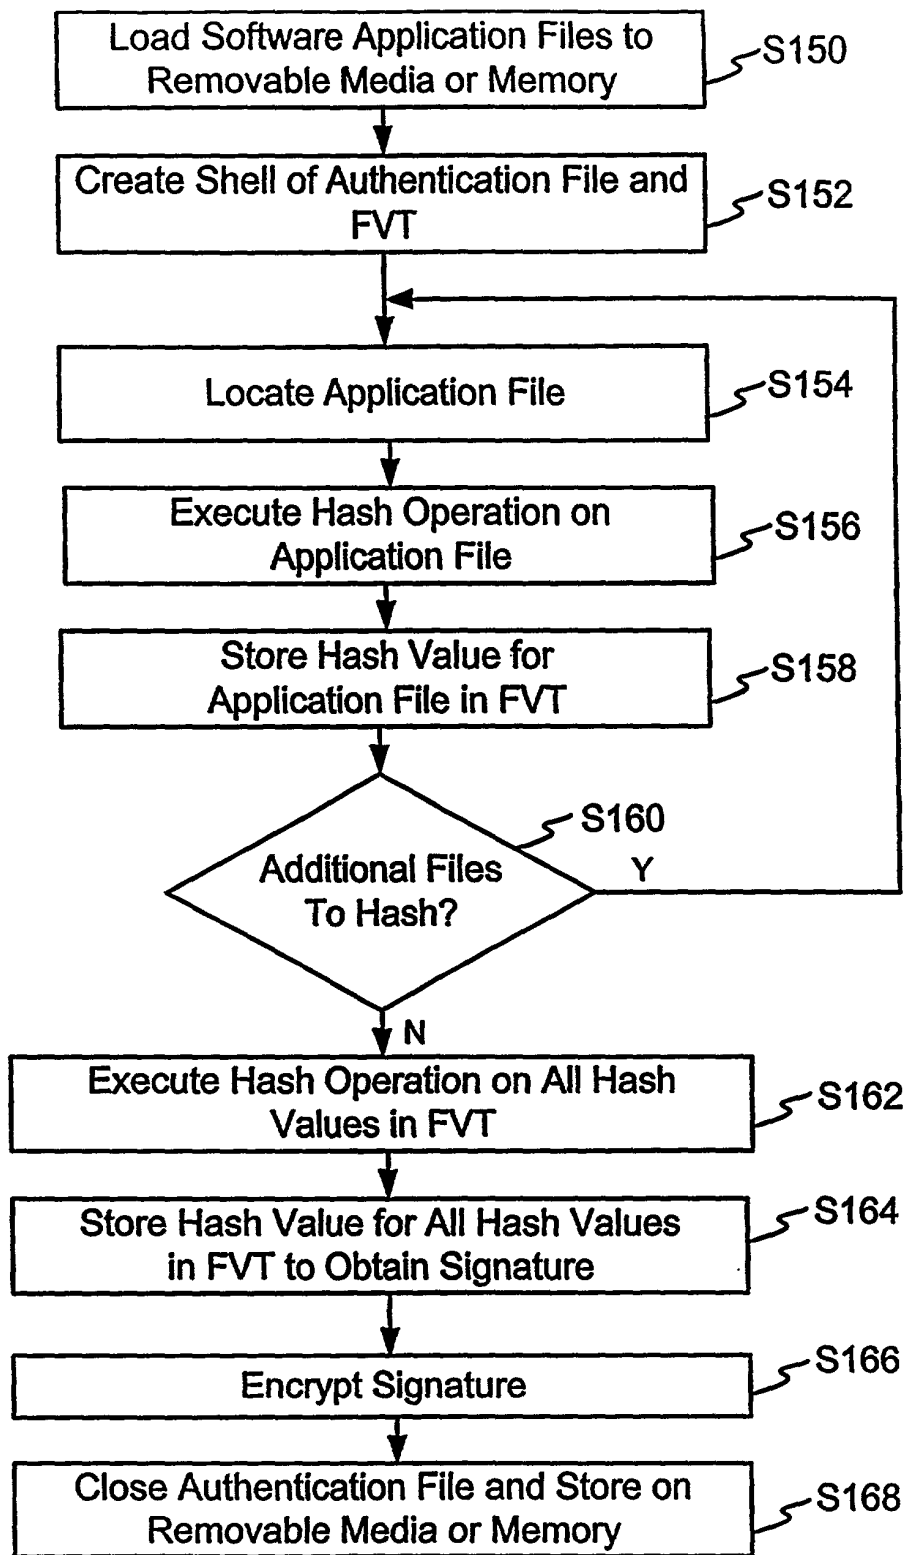 Load Software Application Files to
Removable Media or Memory
S150
Create Shell of Authentication File and
FVT
S152
Locate Application File
S154
Execute Hash Operation on
Application File
S156
Store Hash Value for
Application File in FVT
S158
S160
Additional Files
To Hash?
Y
N
Execute Hash Operation on All Hash
Values in FVT
S162
Store Hash Value for All Hash Values
in FVT to Obtain Signature
S164
Encrypt Signature
S166
Close Authentication File and Store on
Removable Media or Memory
S168